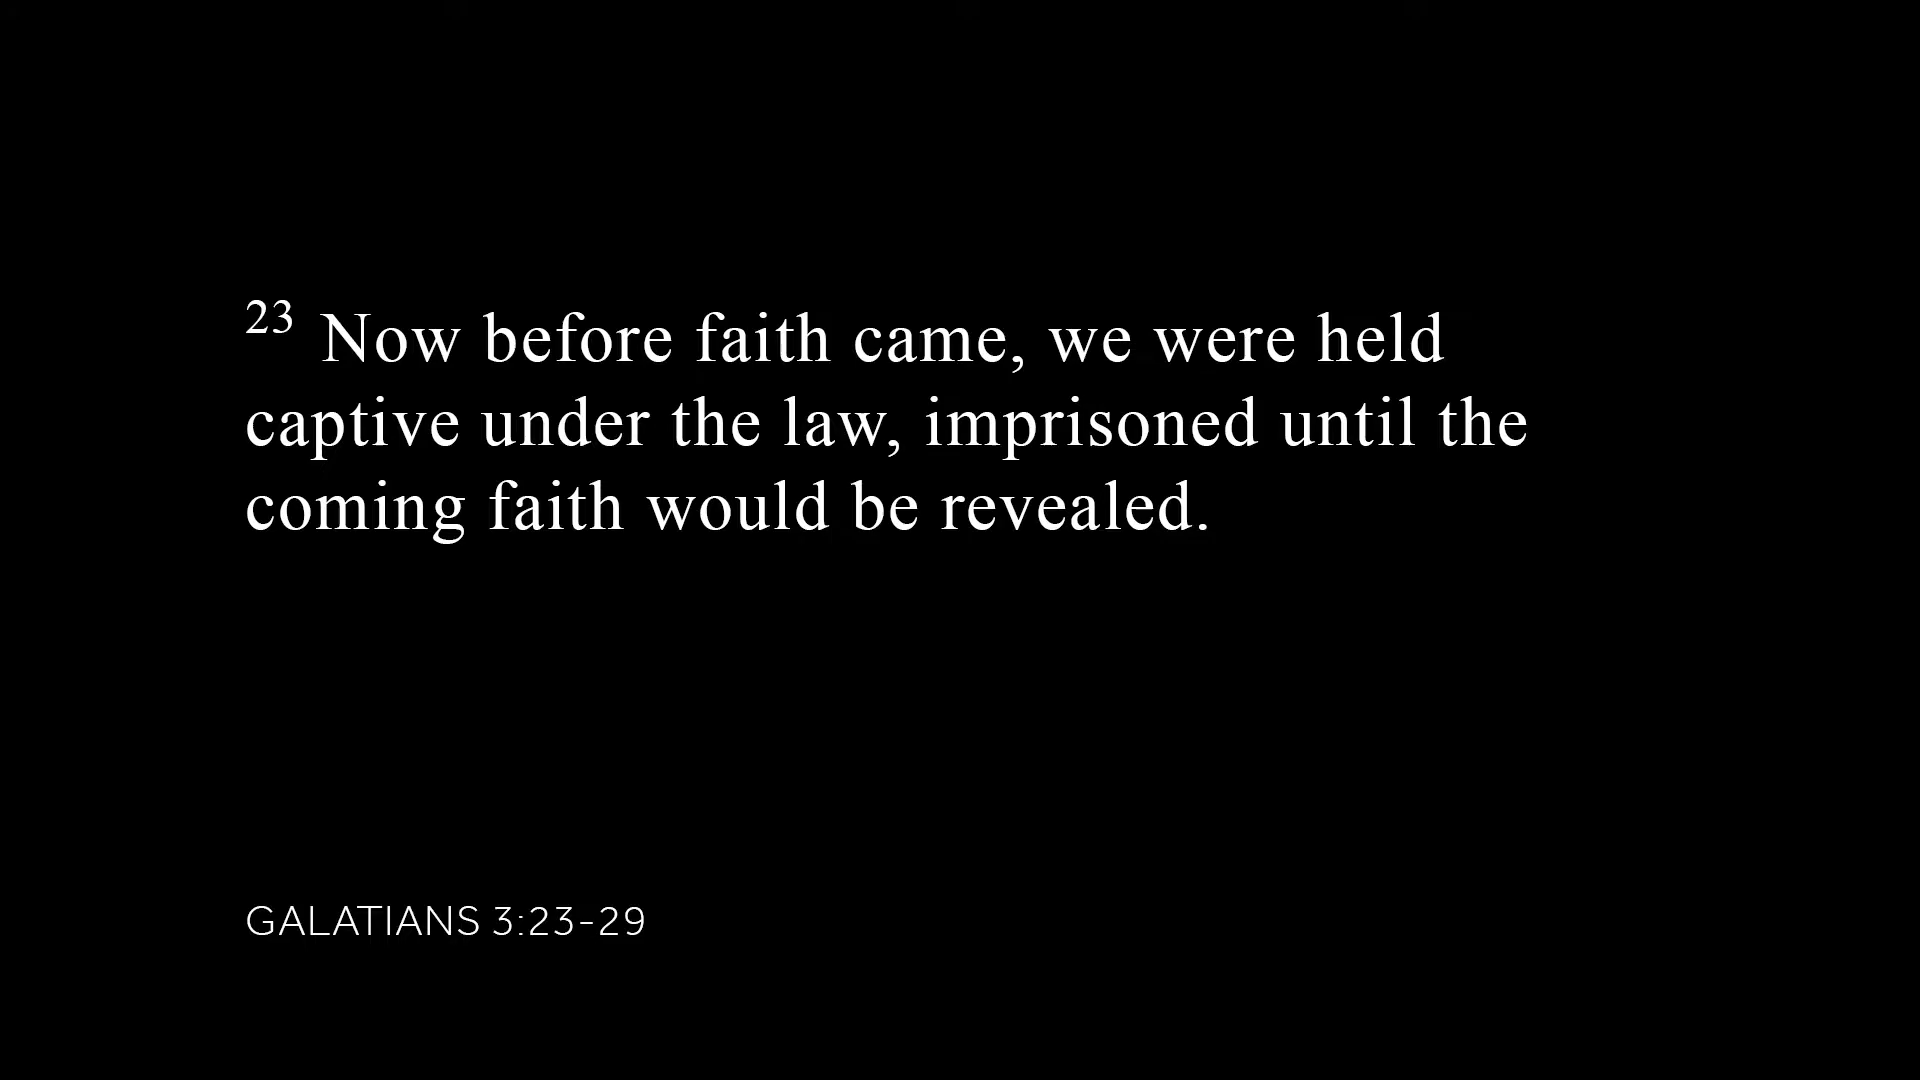 23 Now before faith came, we were held
captive under the law, imprisoned until the
coming faith would be revealed.
GALATIANS 3:23-29